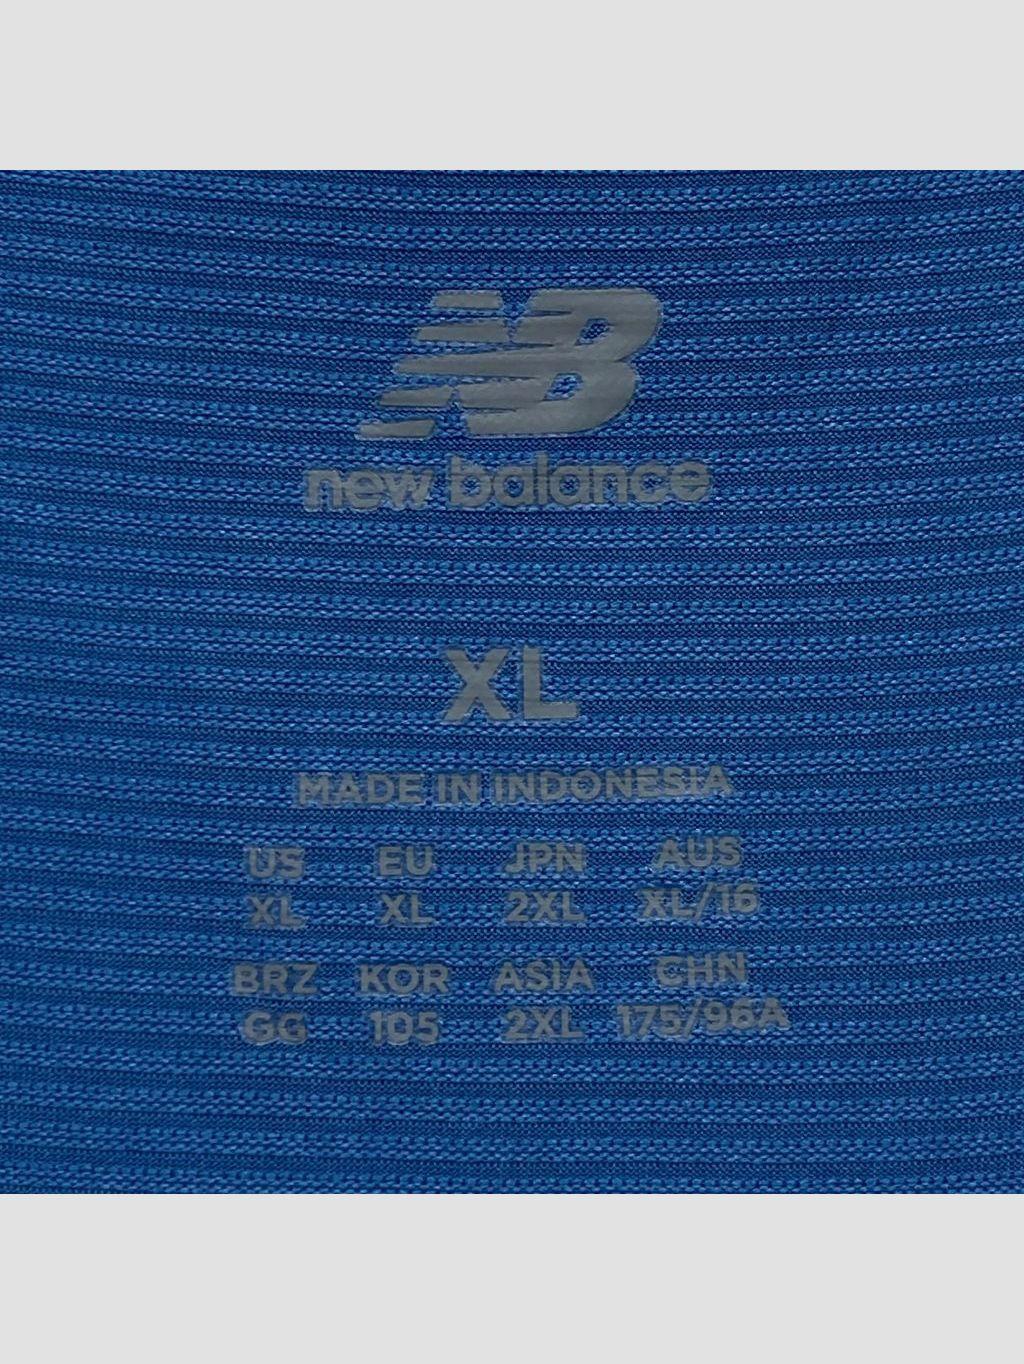 NB
new balance
XL
MADE IN INDONESIA
US EU JPN AUS
XL XL 2XL XL/16
BRZ KOR ASIA CHN
GG 105 2XL 175/96A